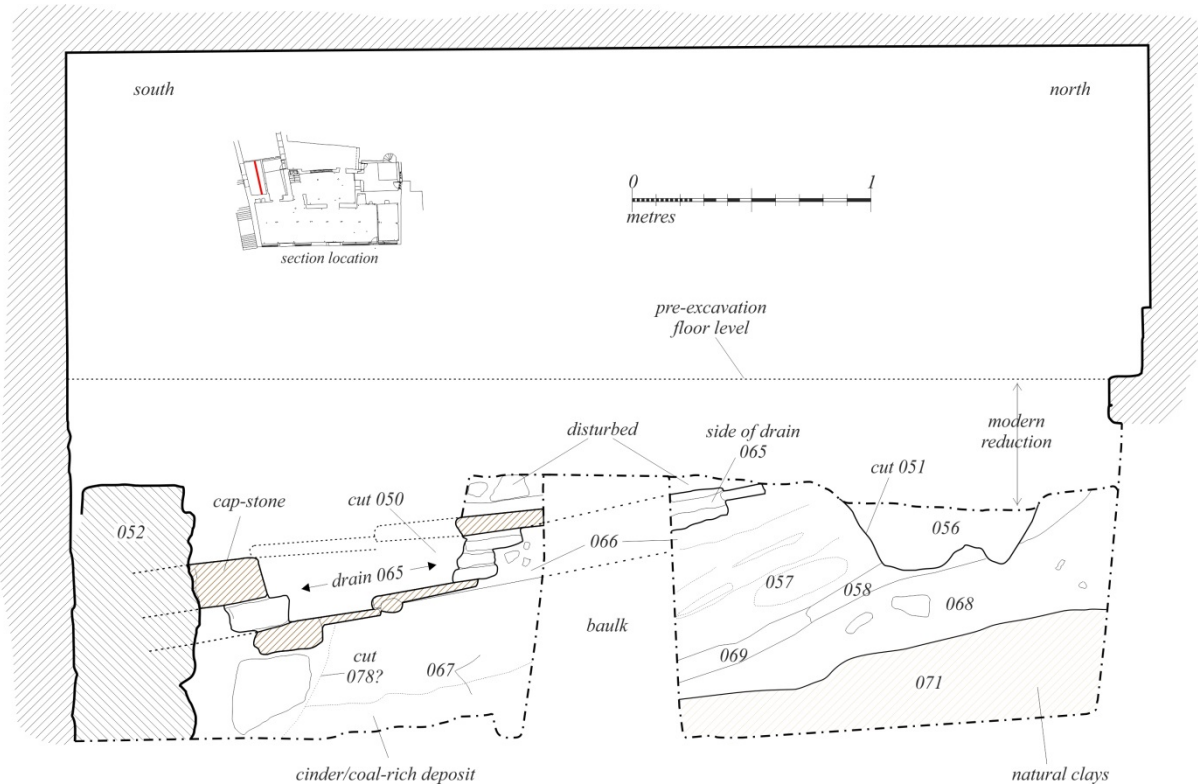 south
north
0
1
metres
section location
pre-excavation
floor level
modern
reduction
disturbed
side of drain
065
cut 051
cap-stone
cut 050
052
056
066
drain 065
057
058
068
baulk
cut
078?
067
069
071
cinder/coal-rich deposit
natural clays